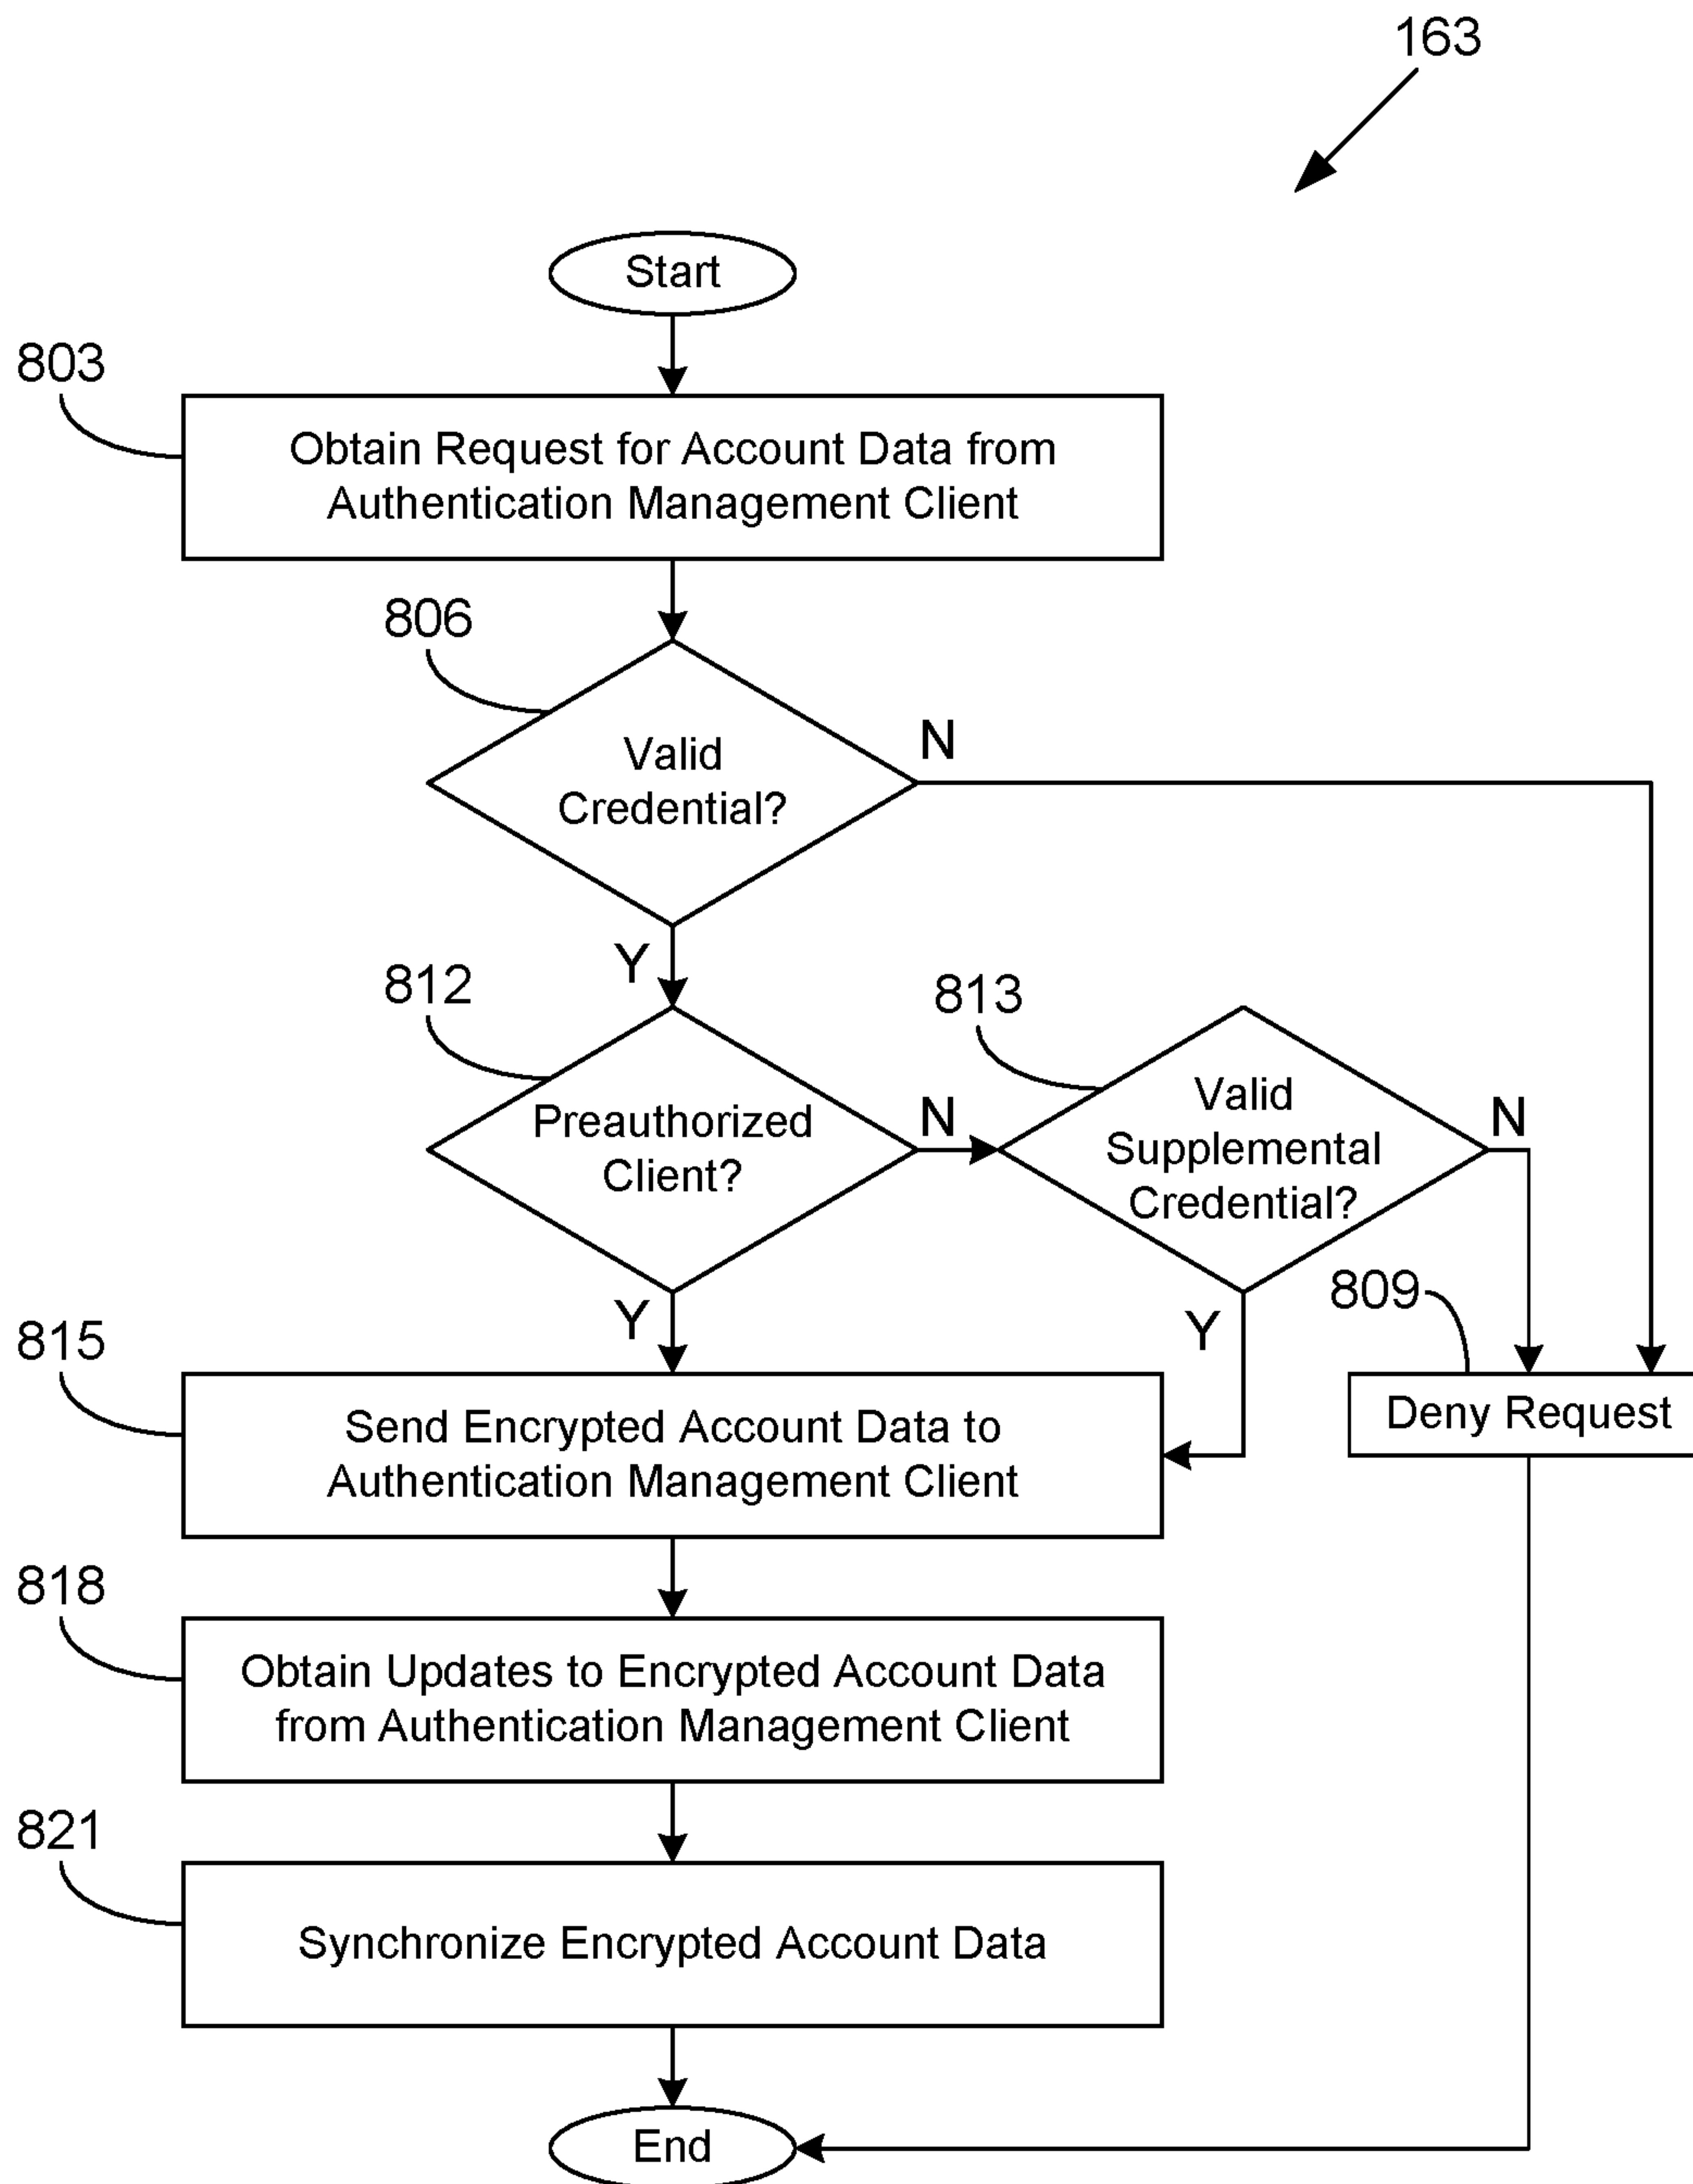 163
Start
803
Obtain Request for Account Data from
Authentication Management Client
806
Valid
Credential?
N
Y
812
Preauthorized
Client?
N
813
Valid
Supplemental
Credential?
N
Y
Y
809
Deny Request
815
Send Encrypted Account Data to
Authentication Management Client
818
Obtain Updates to Encrypted Account Data
from Authentication Management Client
821
Synchronize Encrypted Account Data
End